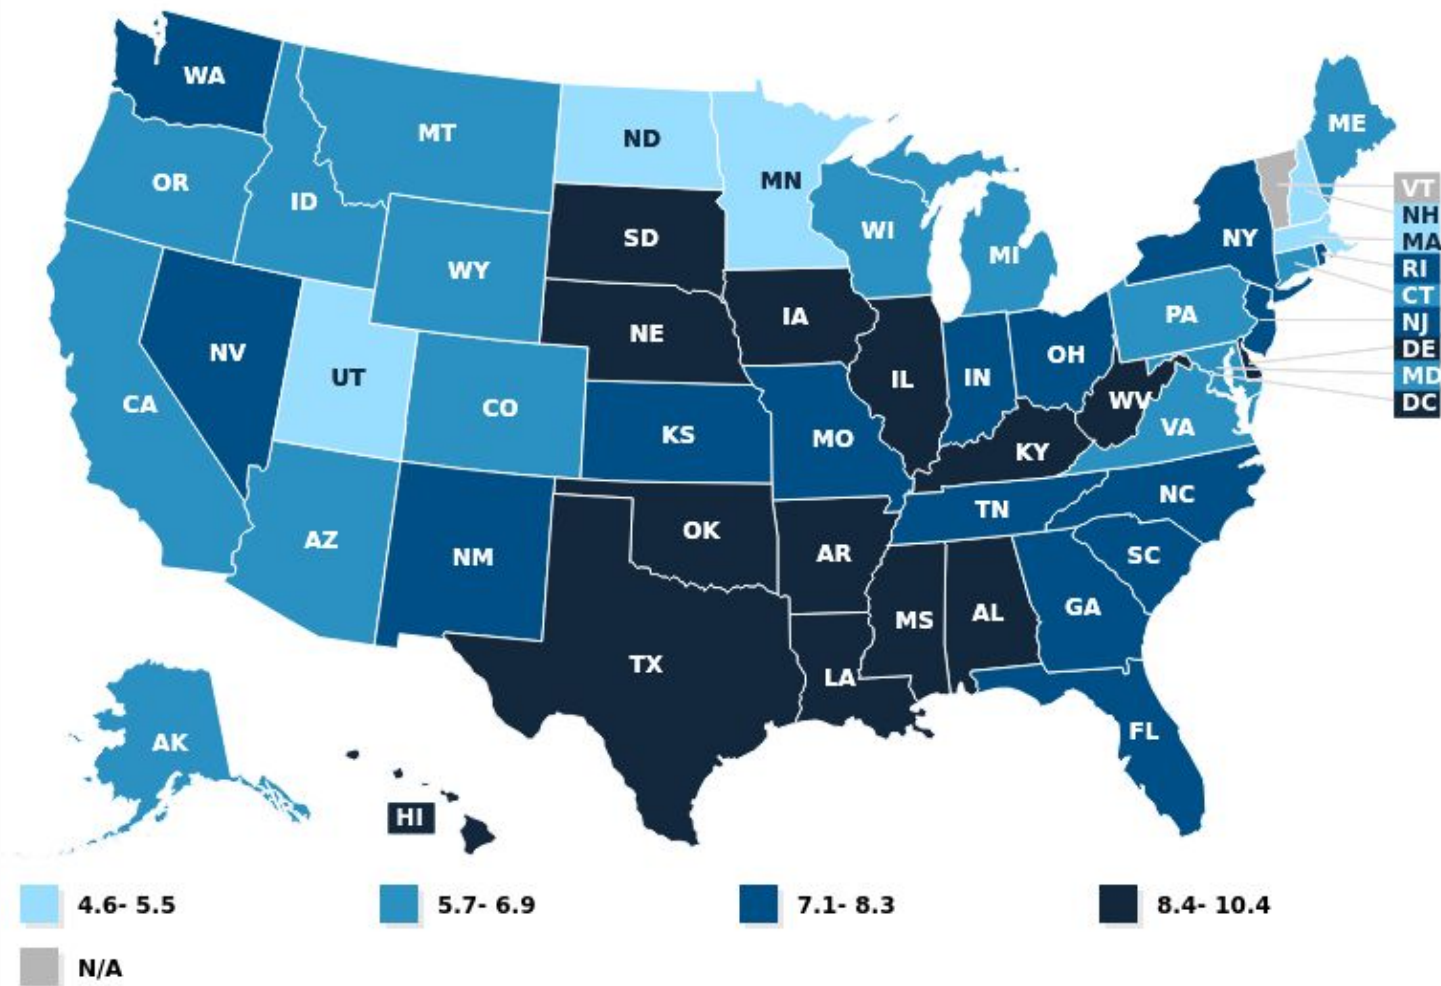 WA
MT
ND
MN
OR
ID
WY
SD
WI
MI
NY
ME
VT
NH
MA
RI
CT
NJ
DE
MD
DC
NE
IA
PA
NV
UT
CO
CA
KS
MO
IL
IN
OH
WV
VA
KY
AZ
NM
OK
AR
TN
NC
SC
TX
LA
MS
AL
GA
FL
AK
HI
4.6- 5.5
5.7- 6.9
7.1- 8.3
8.4- 10.4
N/A